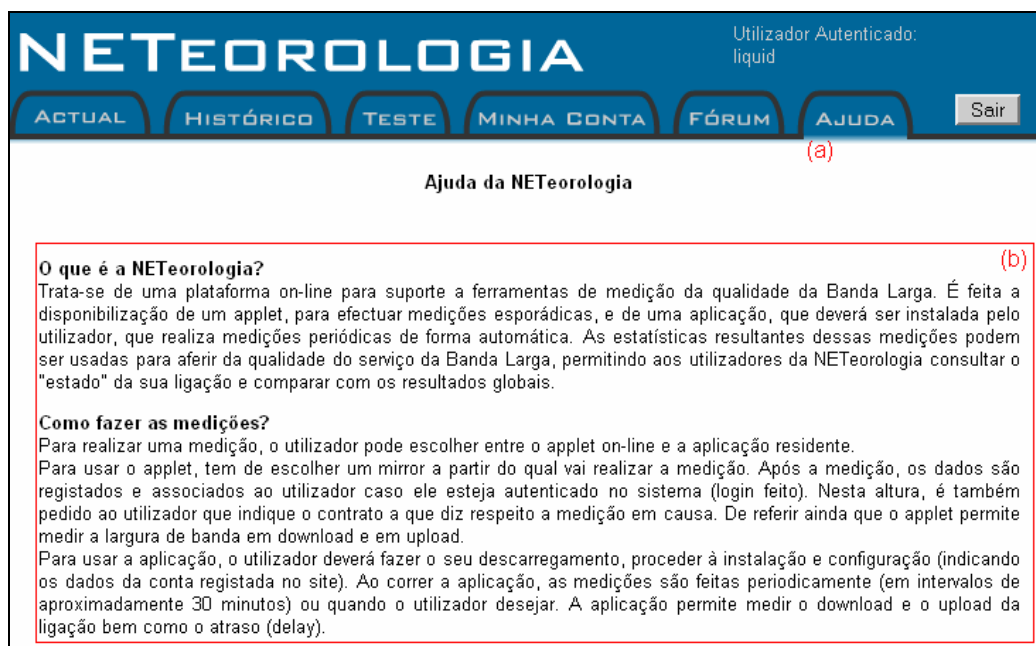 NETEOROLOGIA
Utilizador Autenticado:
liquid
ACTUAL HISTÓRICO TESTE MINHA CONTA FÓRUM AJUDA Sair
(a)
Ajuda da NETeorologia
(b)
O que é a NETeorologia?
Trata-se de uma plataforma on-line para suporte a ferramentas de medição da qualidade da Banda Larga. É feita a
disponibilização de um applet, para efectuar medições esporádicas, e de uma aplicação, que deverá ser instalada pelo
utilizador, que realiza medições periódicas de forma automática. As estatísticas resultantes dessas medições podem
ser usadas para aferir da qualidade do serviço da Banda Larga, permitindo aos utilizadores da NETeorologia consultar o
"estado" da sua ligação e comparar com os resultados globais.
Como fazer as medições?
Para realizar uma medição, o utilizador pode escolher entre o applet on-line e a aplicação residente.
Para usar o applet, tem de escolher um mirror a partir do qual vai realizar a medição. Após a medição, os dados são
registados e associados ao utilizador caso ele esteja autenticado no sistema (login feito). Nesta altura, é também
pedido ao utilizador que indique o contrato a que diz respeito a medição em causa. De referir ainda que o applet permite
medir a largura de banda em download e em upload.
Para usar a aplicação, o utilizador deverá fazer o seu descarregamento, proceder à instalação e configuração (indicando
os dados da conta registada no site). Ao correr a aplicação, as medições são feitas periodicamente (em intervalos de
aproximadamente 30 minutos) ou quando o utilizador desejar. A aplicação permite medir o download e o upload da
ligação bem como o atraso (delay).